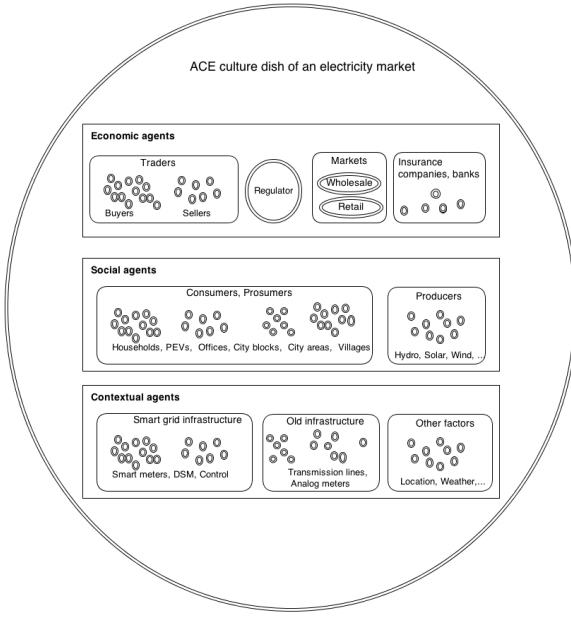 ACE culture dish of an electricity market
Economic agents
Traders
Buyers
Sellers
Regulator
Markets
Wholesale
Retail
Insurance
companies, banks
Social agents
Consumers, Prosumers
Households, PEVs, Offices, City blocks, City areas, Villages
Producers
Hydro, Solar, Wind, ...
Contextual agents
Smart grid infrastructure
Smart meters, DSM, Control
Old infrastructure
Transmission lines,
Analog meters
Other factors
Location, Weather,...